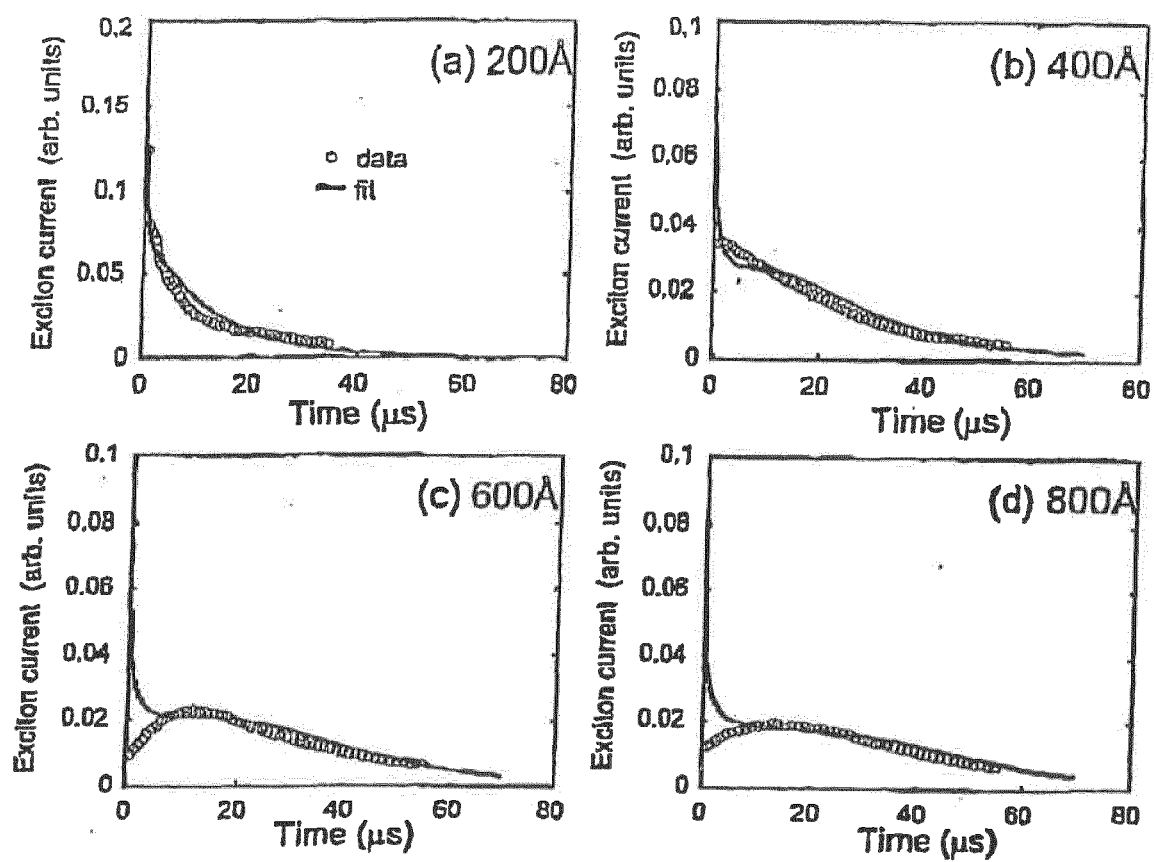 (a) 200Å
Exciton current (arb. units)
0.2
0.15
0.1
0.05
0
data
fit
0 20 40 60 80
Time (μs)
(b) 400Å
Exciton current (arb. units)
0.1
0.08
0.06
0.04
0.02
0
0 20 40 60 80
Time (μs)
(c) 600Å
Exciton current (arb. units)
0.1
0.08
0.06
0.04
0.02
0
0 20 40 60 80
Time (μs)
(d) 800Å
Exciton current (arb. units)
0.1
0.08
0.06
0.04
0.02
0
0 20 40 60 80
Time (μs)